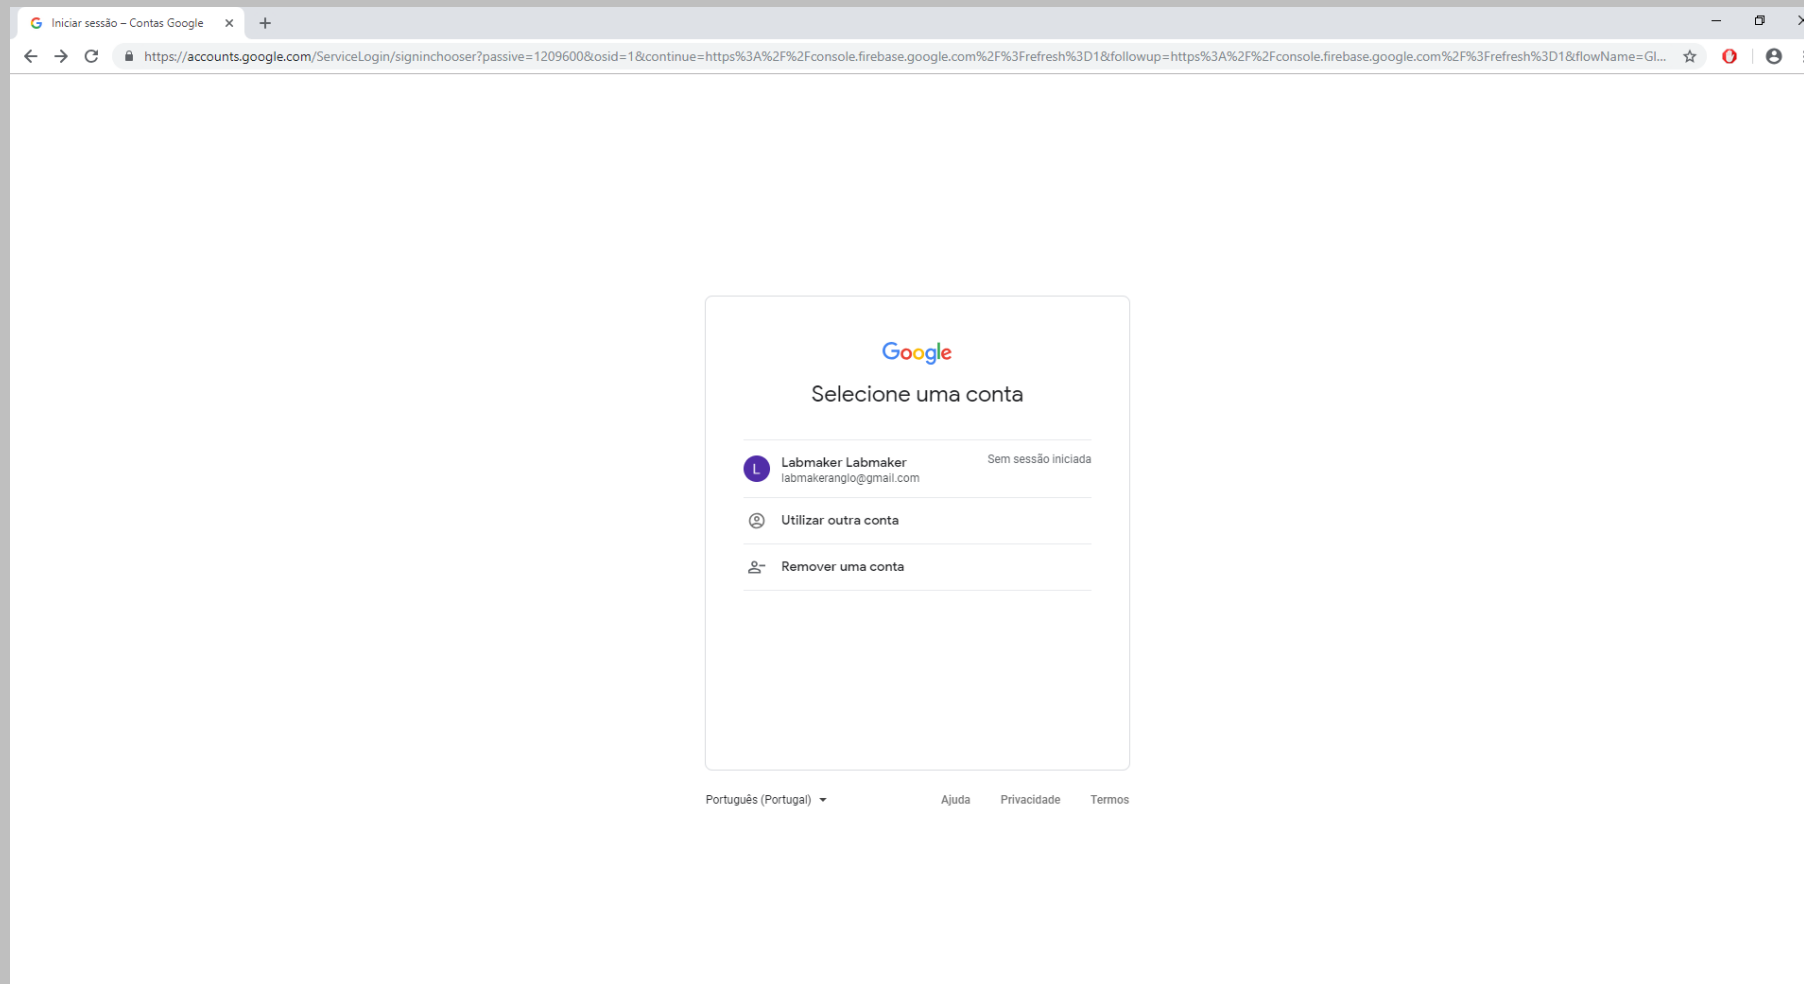 Iniciar sessão – Contas Google
https://accounts.google.com/ServiceLogin/signinchooser?passive=1209600&osid=1&continue=https%3A%2F%2Fconsole.firebase.google.com%2F%3Frefresh%3D1&followup=https%3A%2F%2Fconsole.firebase.google.com%2F%3Frefresh%3D1&flowName=Gl...
Google
Selecione uma conta
L
Labmaker Labmaker
Sem sessão iniciada
labmakeranglo@gmail.com
Utilizar outra conta
Remover uma conta
Português (Portugal)
Ajuda
Privacidade
Termos